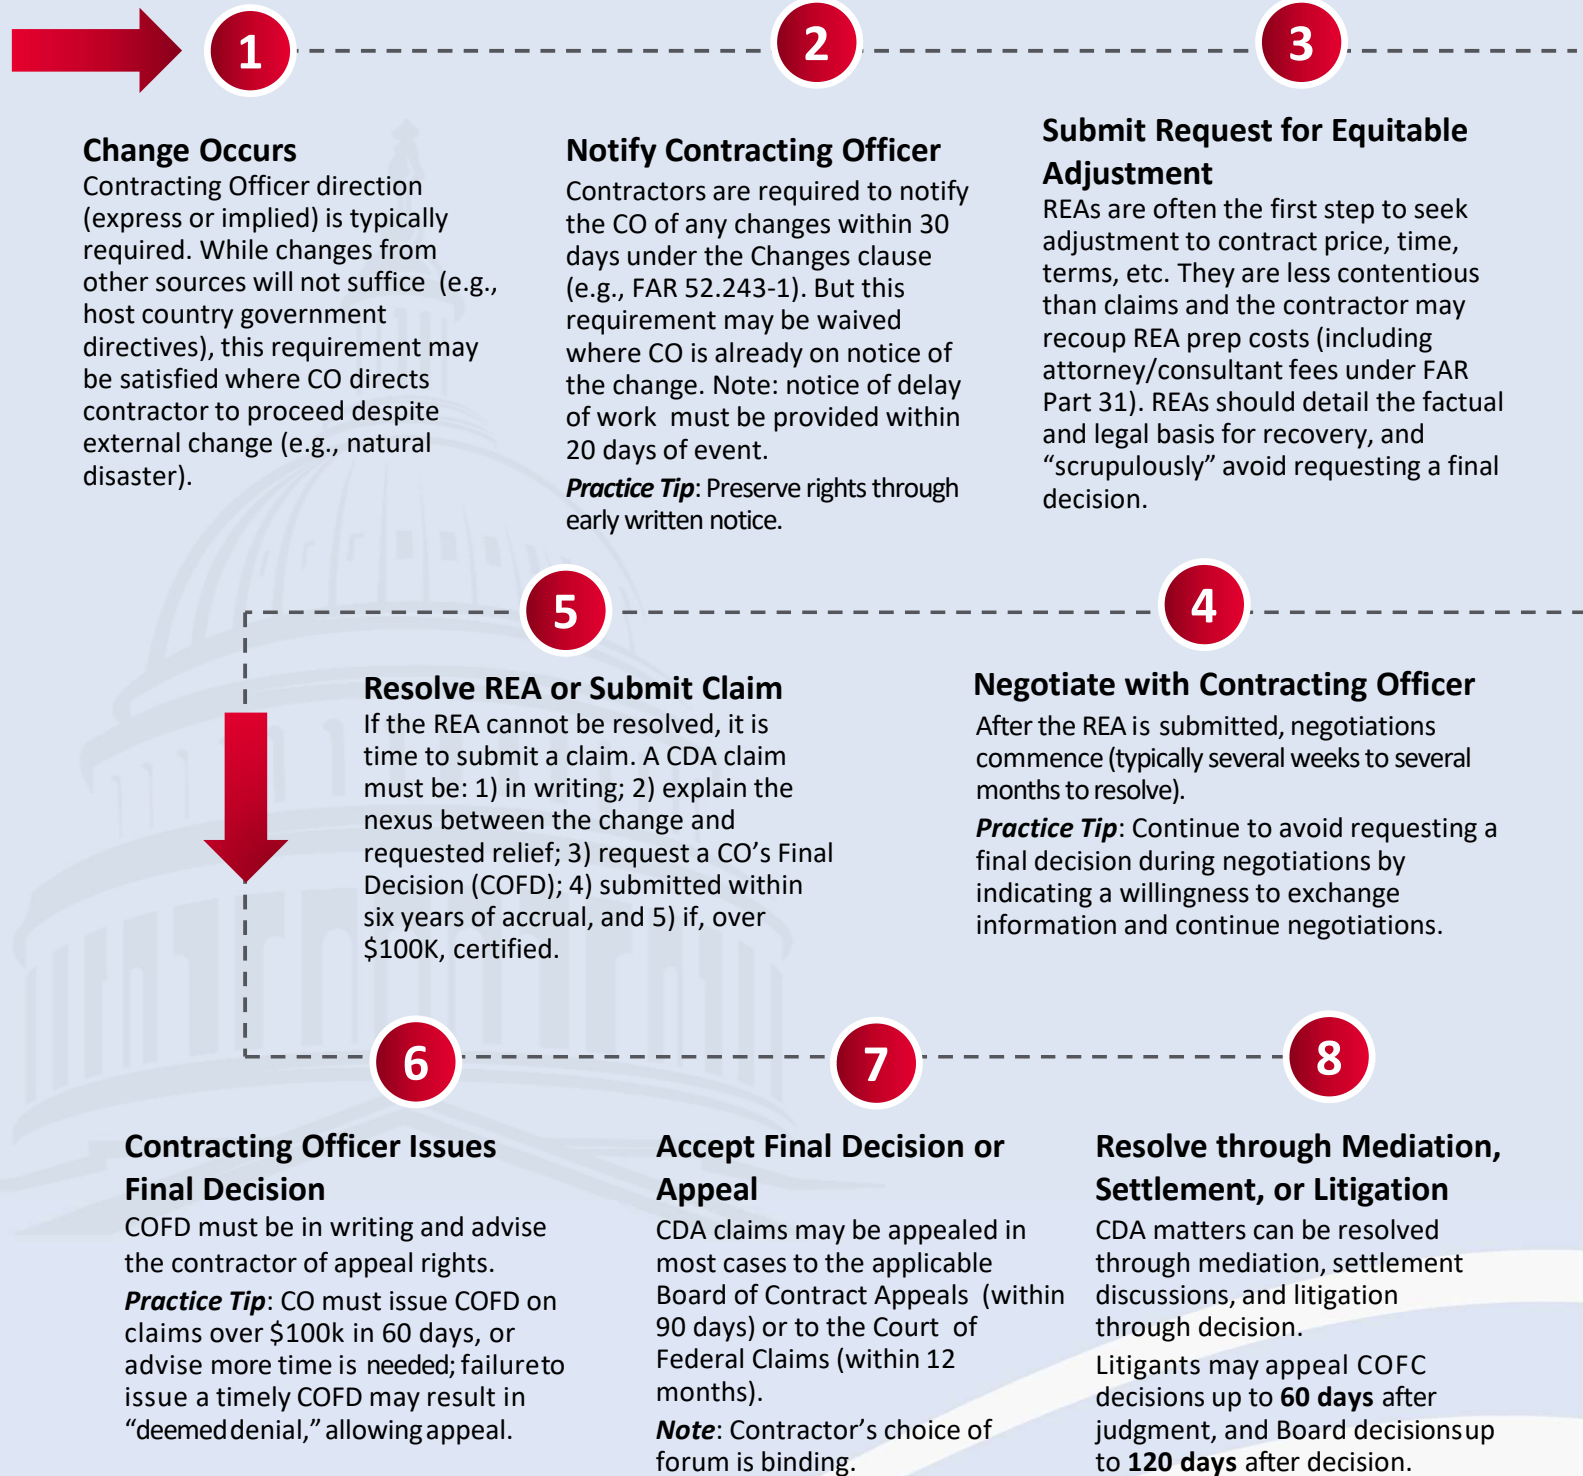 1
Change Occurs
Contracting Officer direction
(express or implied) is typically
required. While changes from
other sources will not suffice (e.g.,
host country government
directives), this requirement may
be satisfied where CO directs
contractor to proceed despite
external change (e.g., natural
disaster).
2
Notify Contracting Officer
Contractors are required to notify
the CO of any changes within 30
days under the Changes clause
(e.g., FAR 52.243-1). But this
requirement may be waived
where CO is already on notice of
the change. Note: notice of delay
of work must be provided within
20 days of event.
Practice Tip: Preserve rights through
early written notice.
3
Submit Request for Equitable
Adjustment
REAs are often the first step to seek
adjustment to contract price, time,
terms, etc. They are less contentious
than claims and the contractor may
recoup REA prep costs (including
attorney/consultant fees under FAR
Part 31). REAs should detail the factual
and legal basis for recovery, and
“scrupulously” avoid requesting a final
decision.
4
Negotiate with Contracting Officer
After the REA is submitted, negotiations
commence (typically several weeks to several
months to resolve).
Practice Tip: Continue to avoid requesting a
final decision during negotiations by
indicating a willingness to exchange
information and continue negotiations.
5
Resolve REA or Submit Claim
If the REA cannot be resolved, it is
time to submit a claim. A CDA claim
must be: 1) in writing; 2) explain the
nexus between the change and
requested relief; 3) request a CO’s Final
Decision (COFD); 4) submitted within
six years of accrual, and 5) if, over
$100K, certified.
6
Contracting Officer Issues
Final Decision
COFD must be in writing and advise
the contractor of appeal rights.
Practice Tip: CO must issue COFD on
claims over $100k in 60 days, or
advise more time is needed; failure to
issue a timely COFD may result in
“deemed denial,” allowing appeal.
7
Accept Final Decision or
Appeal
CDA claims may be appealed in
most cases to the applicable
Board of Contract Appeals (within
90 days) or to the Court of
Federal Claims (within 12
months).
Note: Contractor’s choice of
forum is binding.
8
Resolve through Mediation,
Settlement, or Litigation
CDA matters can be resolved
through mediation, settlement
discussions, and litigation
through decision.
Litigants may appeal COFC
decisions up to 60 days after
judgment, and Board decisions up
to 120 days after decision.